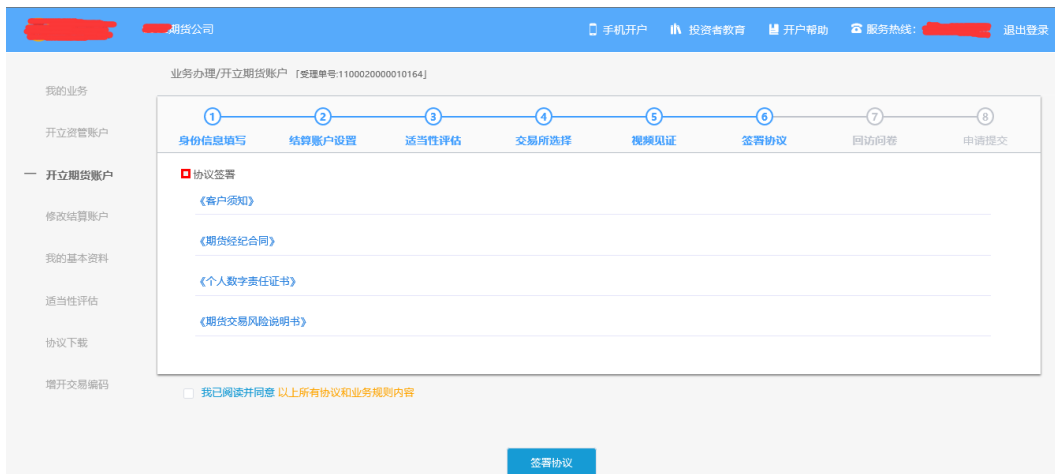 期货公司 手机开户 投资者教育 开户帮助 服务热线: 退出登录
业务办理/开立期货账户 「受理单号:1100020000010164」
我的业务
开立资管账户
一 开立期货账户
修改结算账户
我的基本资料
适当性评估
协议下载
增开交易编码
1 2 3 4 5 6 7 8
身份信息填写 结算账户设置 适当性评估 交易所选择 视频见证 签署协议 回访问卷 申请提交
协议签署
《客户须知》
《期货经纪合同》
《个人数字责任证书》
《期货交易风险说明书》
我已阅读并同意 以上所有协议和业务规则内容
签署协议